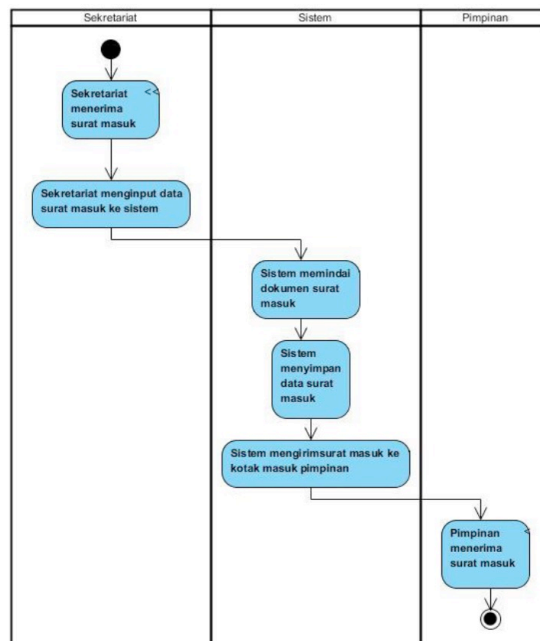 Sekretariat
Sistem
Pimpinan
Sekretariat <<
menerima
surat masuk
Sekretariat menginput data
surat masuk ke sistem
Sistem memindai
dokumen surat
masuk
Sistem
menyimpan
data surat
masuk
Sistem mengirimsurat masuk ke
kotak masuk pimpinan
Pimpinan <
menerima
surat masuk